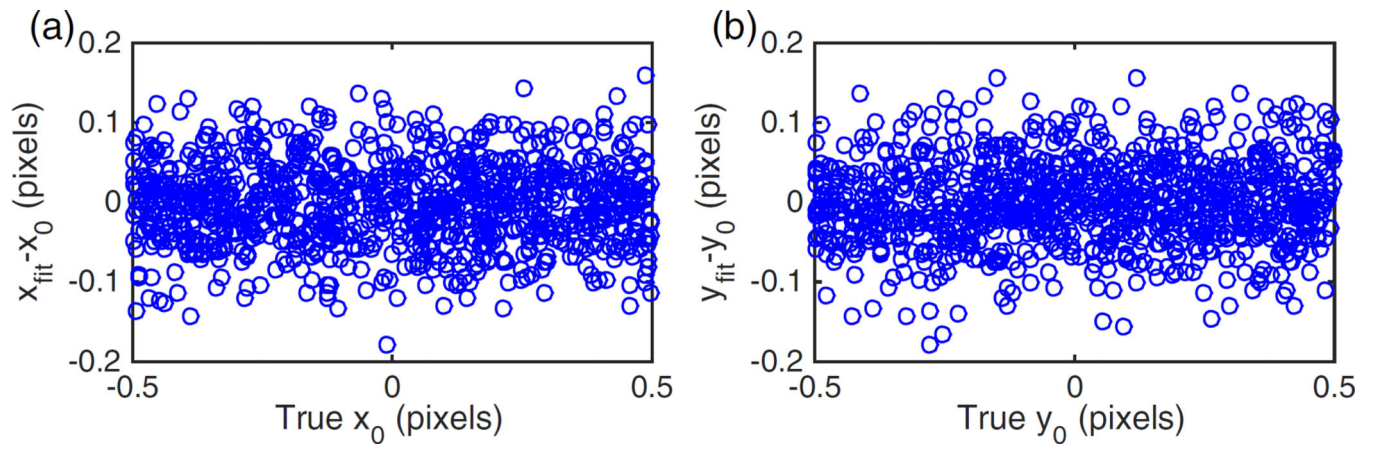 (a)
0.2
0.1
0
-0.1
-0.2
x_fit-x_0 (pixels)
-0.5 0 0.5
True x_0 (pixels)
(b)
0.2
0.1
0
-0.1
-0.2
y_fit-y_0 (pixels)
-0.5 0 0.5
True y_0 (pixels)